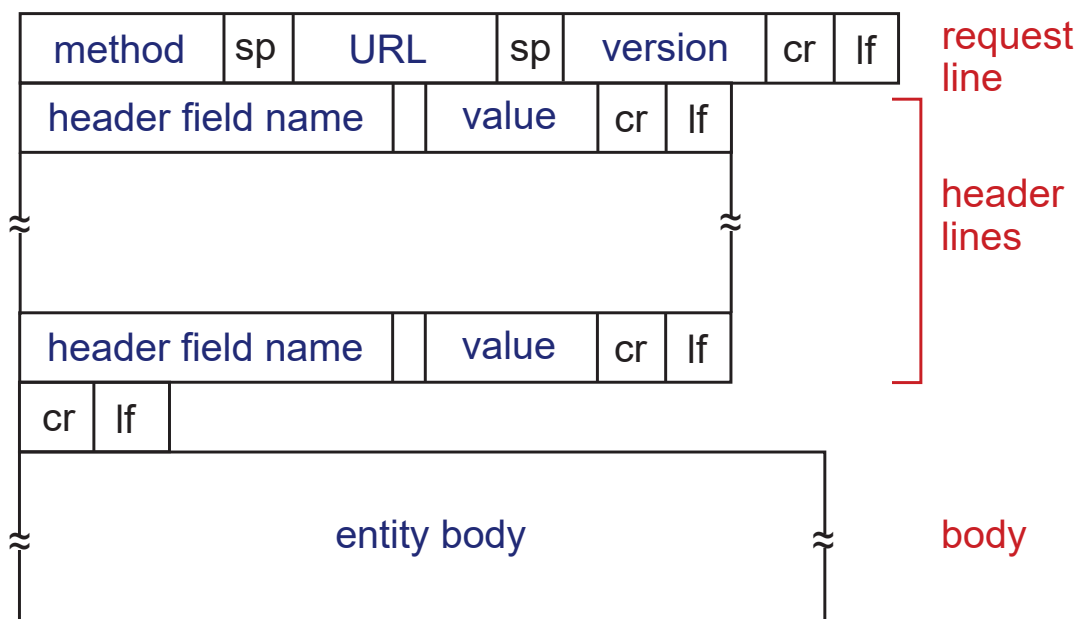 method sp URL sp version cr lf
request
line
header field name value cr lf
header
lines
header field name value cr lf
cr lf
entity body
body